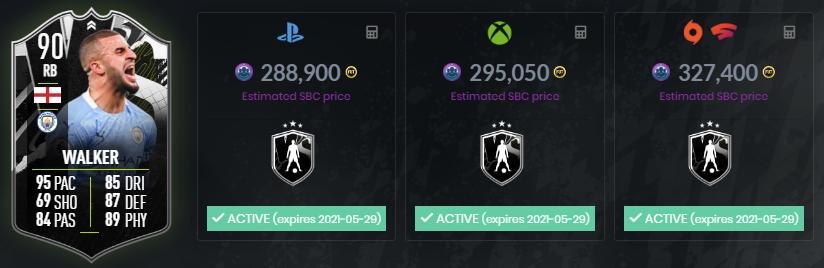 90
RB
WALKER
95 PAC 85 DRI
69 SHO 87 DEF
84 PAS 89 PHY
288,900
Estimated SBC price
ACTIVE (expires 2021-05-29)
295,050
Estimated SBC price
ACTIVE (expires 2021-05-29)
327,400
Estimated SBC price
ACTIVE (expires 2021-05-29)